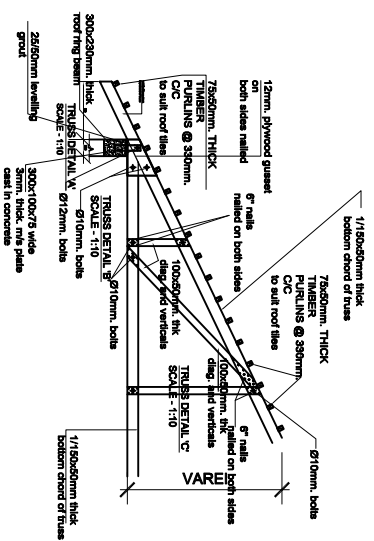 300x230mm. thick
roof ring beam
25/50mm levelling
grout
TRUSS DETAIL 'A'
SCALE - 1:10
75x50mm. THICK
TIMBER
PURLINS @ 330mm.
C/C
to suit roof tiles
12mm. plywood gusset
both sides nailed
on
300x100x75 wide
3mm. thick. m/s plate
cast in concrete
Ø12mm. bolts
Ø10mm. bolts
6" nails
nailed on both sides
TRUSS DETAIL 'B'
SCALE - 1:10
Ø10mm. bolts
100x50mm. thk
diag. and verticals
1/150x50mm thick
bottom chord of truss
75x50mm. THICK
TIMBER
PURLINS @ 330mm.
C/C
to suit roof tiles
100x50mm. thk
diag. and verticals
TRUSS DETAIL 'C'
SCALE - 1:10
6" nails
nailed on both sides
Ø10mm. bolts
1/150x50mm thick
bottom chord of truss